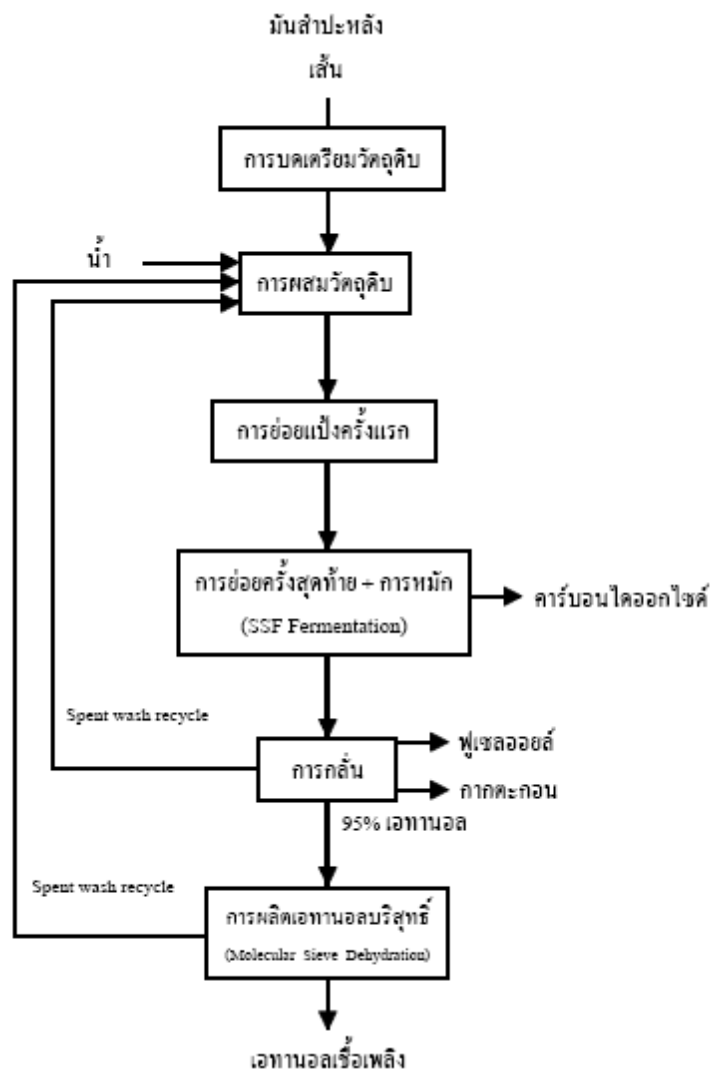 มันสำปะหลัง
เส้น
การบดเตรียมวัตถุดิบ
น้ำ
การผสมวัตถุดิบ
การย่อยแป้งครั้งแรก
การย่อยครั้งสุดท้าย + การหมัก
(SSF Fermentation)
คาร์บอนไดออกไซด์
Spent wash recycle
ฟูเซลออยล์
การกลั่น
กากตะกอน
95% เอทานอล
Spent wash recycle
การผลิตเอทานอลบริสุทธิ์
(Molecular Sieve Dehydration)
เอทานอลเชื้อเพลิง